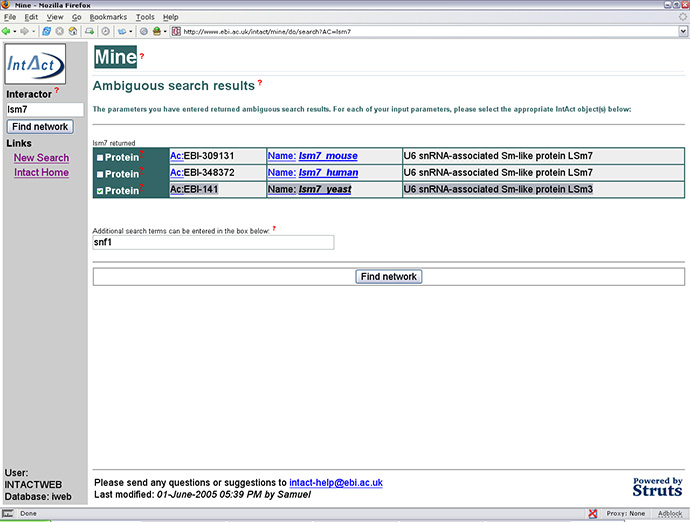 Mine - Mozilla Firefox
File Edit View Go Bookmarks Tools Help
http://www.ebi.ac.uk/intact/mine/do/search?AC=lsm7
IntAct
Interactor ?
lsm7
Find network
Links
New Search
Intact Home
Mine ?
Ambiguous search results ?
The parameters you have entered returned ambiguous search results. For each of your input parameters, please select the appropriate IntAct object(s) below:
lsm7 returned
Protein ? Ac:EBI-309131 Name: lsm7_mouse U6 snRNA-associated Sm-like protein LSm7
Protein ? Ac:EBI-348372 Name: lsm7_human U6 snRNA-associated Sm-like protein LSm7
Protein ? Ac:EBI-141 Name: lsm7_yeast U6 snRNA-associated Sm-like protein LSm3
Additional search terms can be entered in the box below: ?
snf1
Find network
User:
INTACTWEB
Database: iweb
Please send any questions or suggestions to intact-help@ebi.ac.uk
Last modified: 01-June-2005 05:39 PM by Samuel
Powered by
Struts
Done
Proxy: None
Adblock